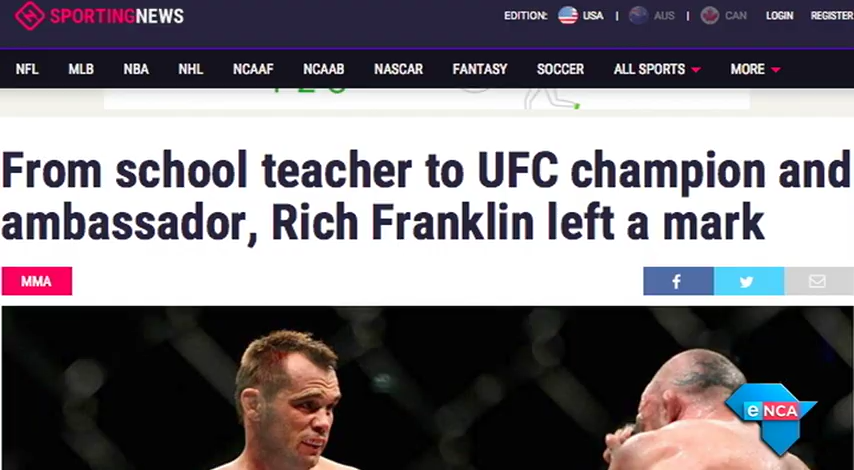 SPORTINGNEWS
EDITION: USA | AUS | CAN LOGIN REGISTER
NFL MLB NBA NHL NCAAF NCAAB NASCAR FANTASY SOCCER ALL SPORTS MORE
From school teacher to UFC champion and
ambassador, Rich Franklin left a mark
MMA
eNCA